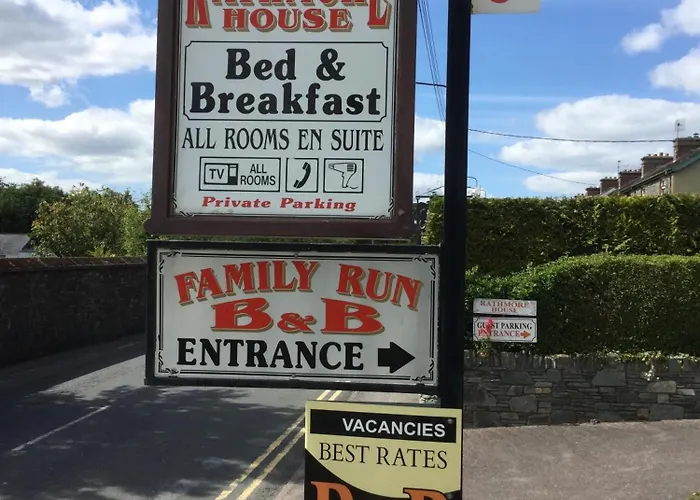 RATHMORE
HOUSE
Bed &
Breakfast
ALL ROOMS EN SUITE
TV
ALL
ROOMS
Private Parking
FAMILY RUN
B&B
ENTRANCE
RATHMORE
HOUSE
GUEST PARKING
ENTRANCE
VACANCIES
BEST RATES